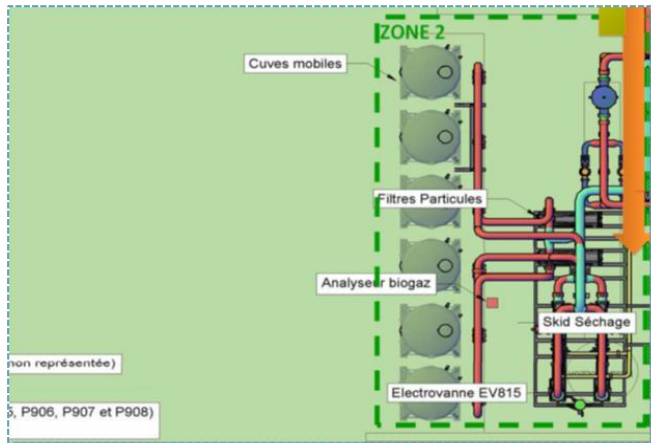 ZONE 2
Cuves mobiles
Filtres Particules
Analyseur biogaz
Skid Séchage
non représentée)
Electrovanne EV815
, P906, P907 et P908)